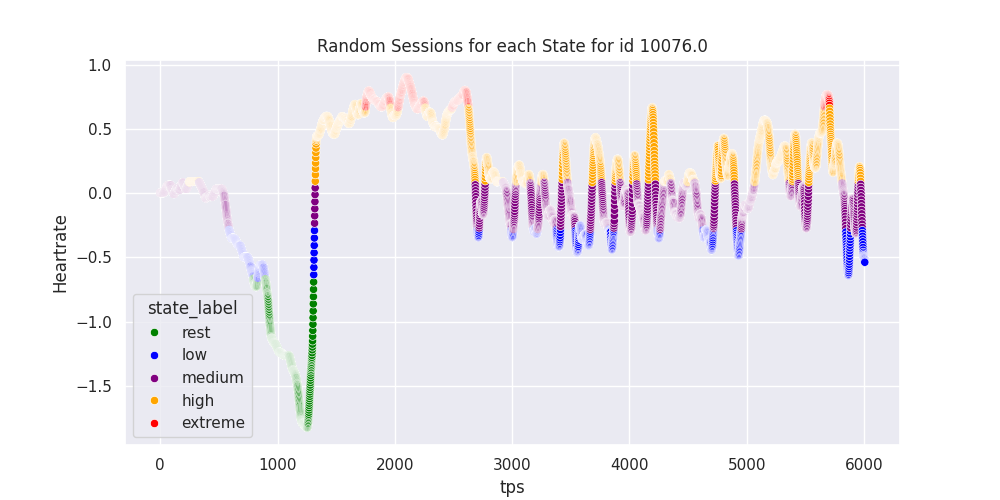 Random Sessions for each State for id 10076.0
Heartrate
1.0
0.5
0.0
−0.5
−1.0
−1.5
state_label
rest
low
medium
high
extreme
0
1000
2000
3000
4000
5000
6000
tps